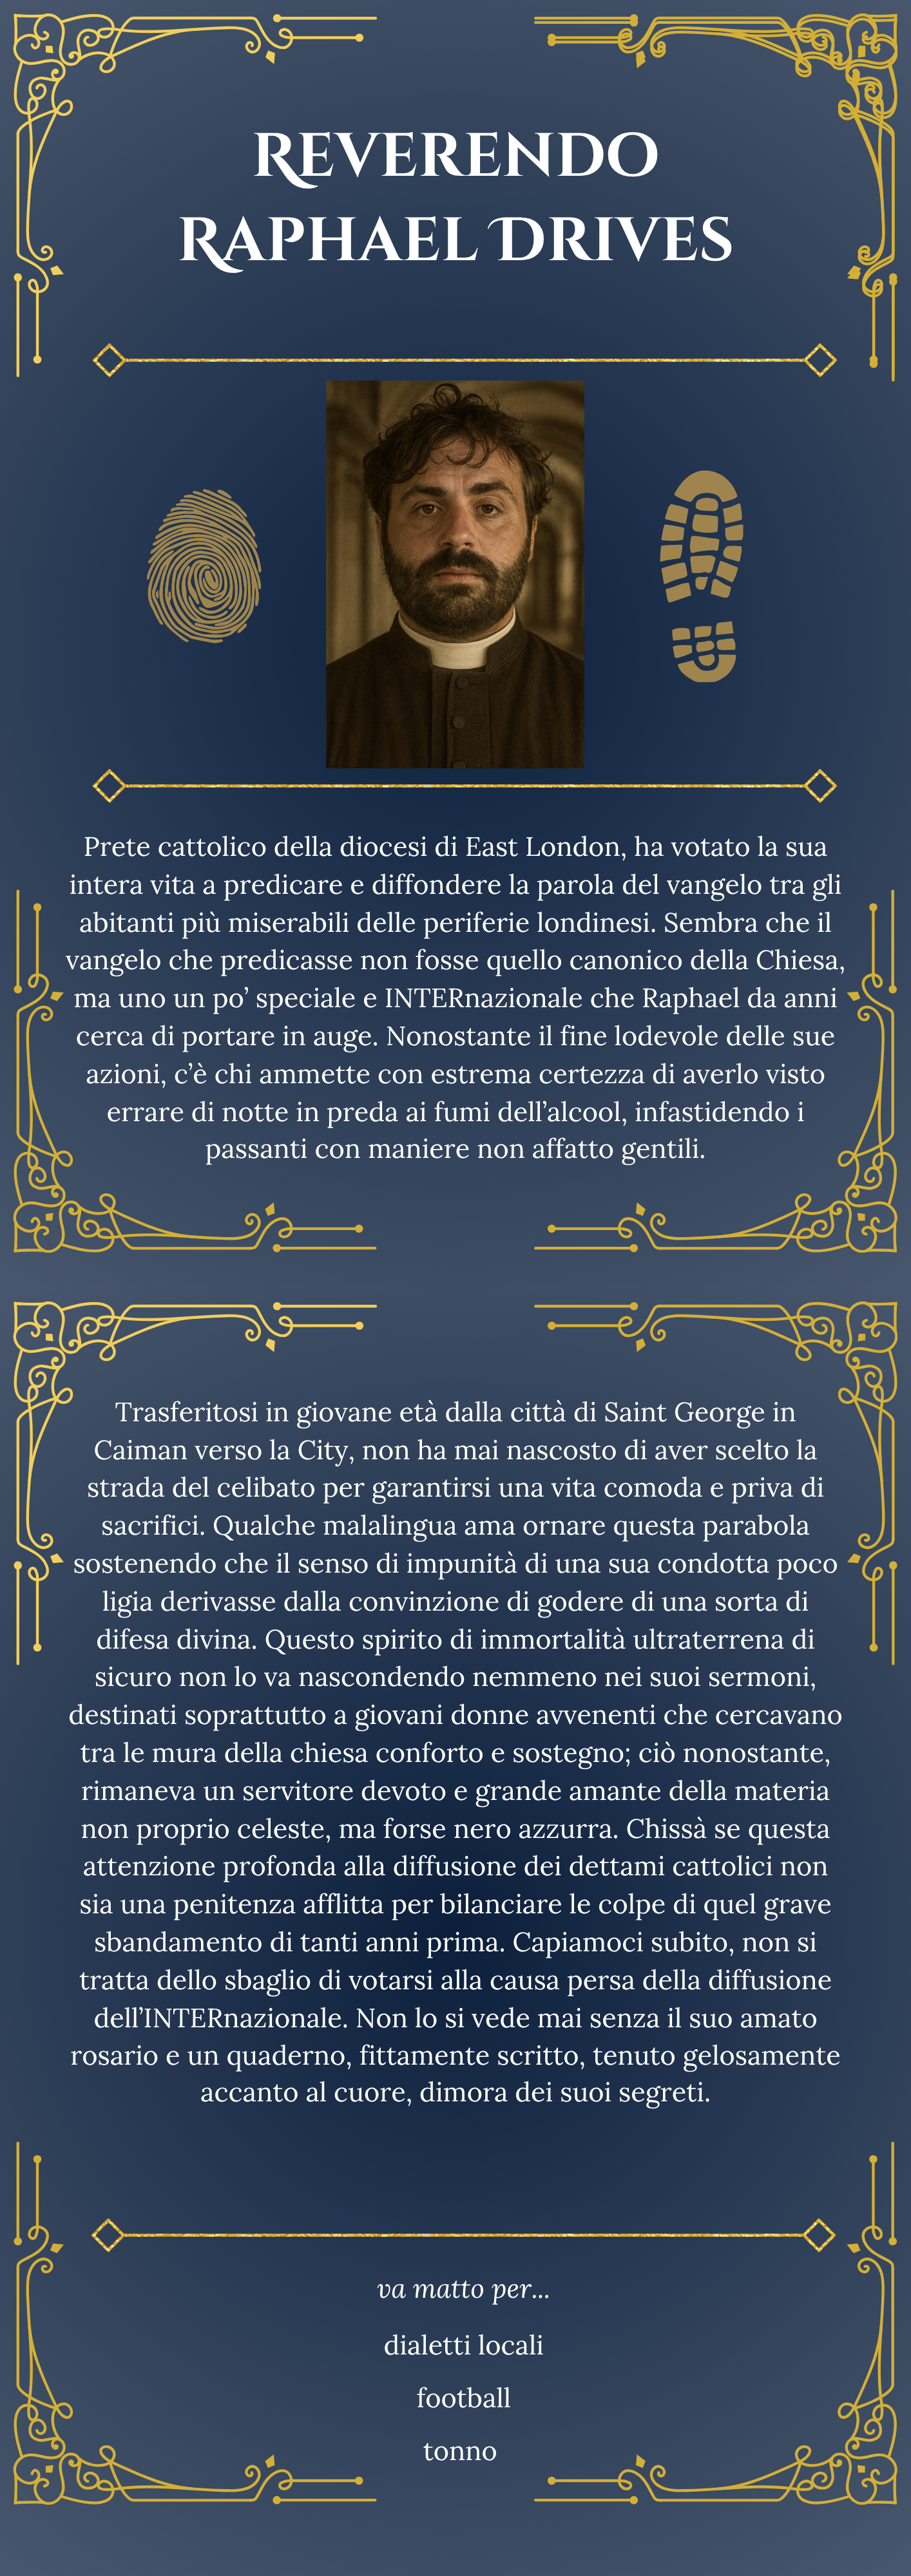 Reverendo
Raphael Drives
Prete cattolico della diocesi di East London, ha votato la sua
intera vita a predicare e diffondere la parola del vangelo tra gli
abitanti più miserabili delle periferie londinesi. Sembra che il
vangelo che predicasse non fosse quello canonico della Chiesa,
ma uno un po’ speciale e INTERnazionale che Raphael da anni
cerca di portare in auge. Nonostante il fine lodevole delle sue
azioni, c’è chi ammette con estrema certezza di averlo visto
errare di notte in preda ai fumi dell’alcool, infastidendo i
passanti con maniere non affatto gentili.
Trasferitosi in giovane età dalla città di Saint George in
Caiman verso la City, non ha mai nascosto di aver scelto la
strada del celibato per garantirsi una vita comoda e priva di
sacrifici. Qualche malalingua ama ornare questa parabola
sostenendo che il senso di impunità di una sua condotta poco
ligia derivasse dalla convinzione di godere di una sorta di
difesa divina. Questo spirito di immortalità ultraterrena di
sicuro non lo va nascondendo nemmeno nei suoi sermoni,
destinati soprattutto a giovani donne avvenenti che cercavano
tra le mura della chiesa conforto e sostegno; ciò nonostante,
rimaneva un servitore devoto e grande amante della materia
non proprio celeste, ma forse nero azzurra. Chissà se questa
attenzione profonda alla diffusione dei dettami cattolici non
sia una penitenza afflitta per bilanciare le colpe di quel grave
sbandamento di tanti anni prima. Capiamoci subito, non si
tratta dello sbaglio di votarsi alla causa persa della diffusione
dell’INTERnazionale. Non lo si vede mai senza il suo amato
rosario e un quaderno, fittamente scritto, tenuto gelosamente
accanto al cuore, dimora dei suoi segreti.
va matto per...
dialetti locali
football
tonno